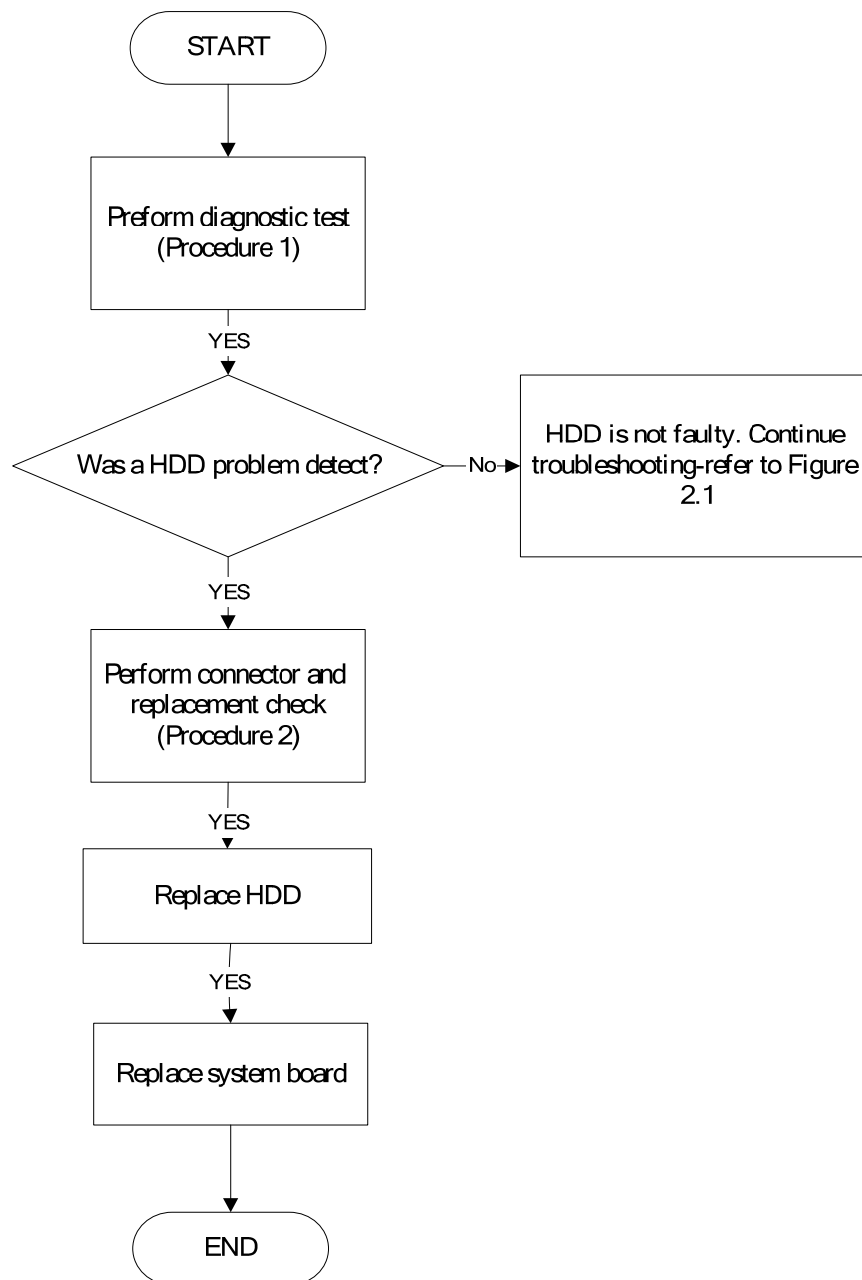 START
Preform diagnostic test
(Procedure 1)
YES
Was a HDD problem detect?
No
HDD is not faulty. Continue
troubleshooting-refer to Figure
2.1
YES
Perform connector and
replacement check
(Procedure 2)
YES
Replace HDD
YES
Replace system board
END